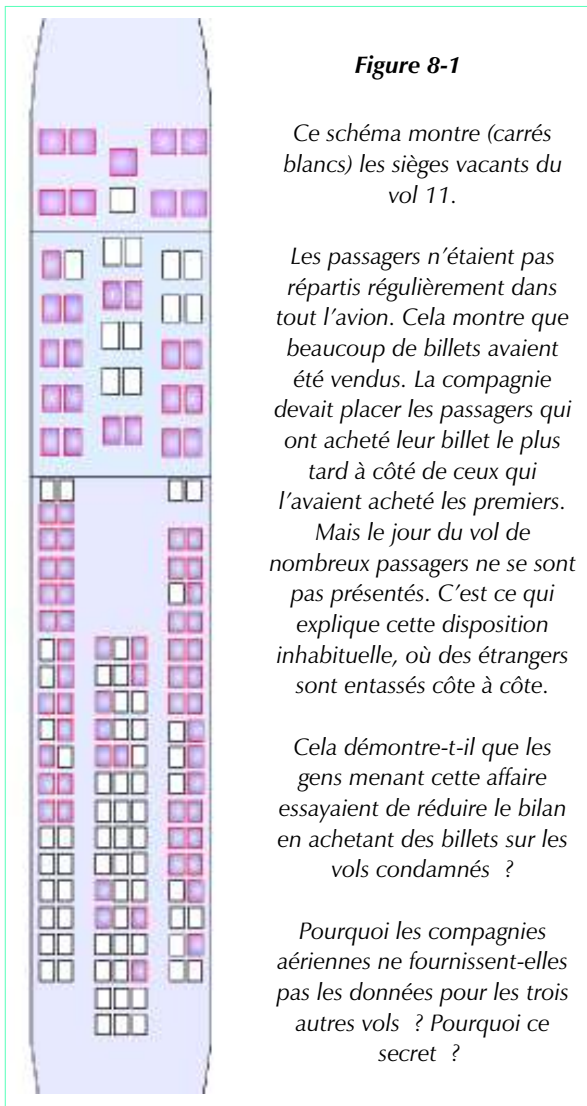 Figure 8-1
Ce schéma montre (carrés
blancs) les sièges vacants du
vol 11.
Les passagers n'étaient pas
répartis régulièrement dans
tout l'avion. Cela montre que
beaucoup de billets avaient
été vendus. La compagnie
devait placer les passagers qui
ont acheté leur billet le plus
tard à côté de ceux qui
l'avaient acheté les premiers.
Mais le jour du vol de
nombreux passagers ne se sont
pas présentés. C'est ce qui
explique cette disposition
inhabituelle, où des étrangers
sont entassés côte à côte.
Cela démontre-t-il que les
gens menant cette affaire
essayaient de réduire le bilan
en achetant des billets sur les
vols condamnés  ?
Pourquoi les compagnies
aériennes ne fournissent-elles
pas les données pour les trois
autres vols  ? Pourquoi ce
secret  ?